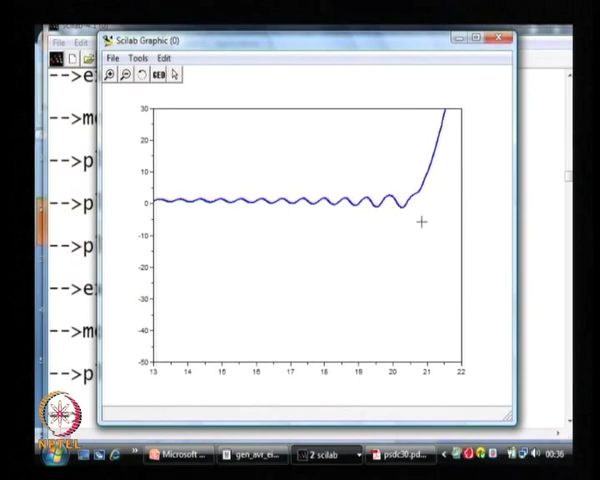 Scilab Graphic (0)
File Edit
File Tools Edit
GED
-->e
-->m
-->p
-->p
-->p
-->e
-->m
-->p
30
20
10
0
-10
-20
-30
-40
-50
13 14 15 16 17 18 19 20 21 22
NPTEL
Microsoft ...
gen_avr_ei...
2 scilab
psdc30.pd...
00:36